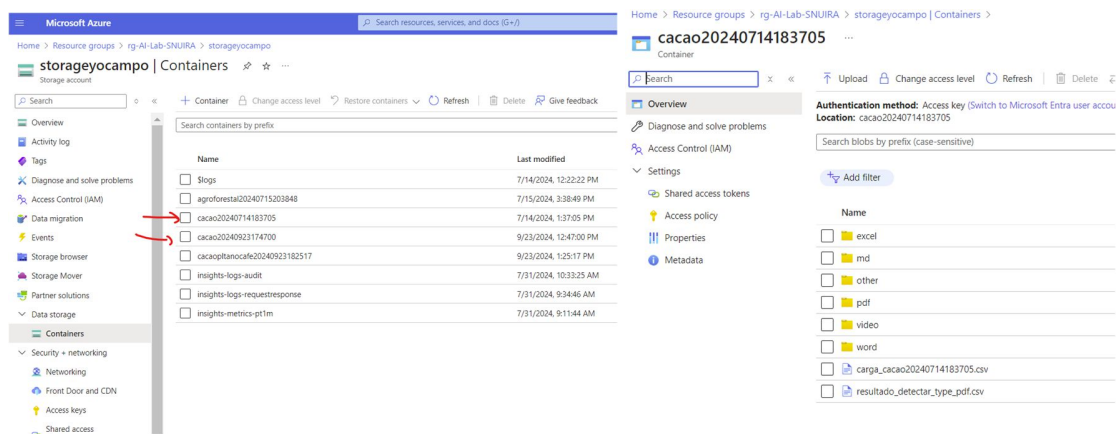 Microsoft Azure
Search resources, services, and docs (G+/)
Home > Resource groups > rg-AI-Lab-SNUIRA > storageyocampo
storageyocampo | Containers
Storage account
Search
Overview
Activity log
Tags
Diagnose and solve problems
Access Control (IAM)
Data migration
Events
Storage browser
Storage Mover
Partner solutions
Data storage
Containers
Security + networking
Networking
Front Door and CDN
Access keys
Shared access
Container
Change access level
Restore containers
Refresh
Delete
Give feedback
Search containers by prefix
Name Last modified
$logs 7/14/2024, 12:22:22 PM
agroforestal20240715203848 7/15/2024, 3:38:49 PM
cacao20240714183705 7/14/2024, 1:37:05 PM
cacao20240923174700 9/23/2024, 12:47:00 PM
cacaopltanocafe20240923182517 9/23/2024, 1:25:17 PM
insights-logs-audit 7/31/2024, 10:33:25 AM
insights-logs-requestresponse 7/31/2024, 9:34:46 AM
insights-metrics-pt1m 7/31/2024, 9:11:44 AM
Home > Resource groups > rg-AI-Lab-SNUIRA > storageyocampo | Containers >
cacao20240714183705
Container
Search
Overview
Diagnose and solve problems
Access Control (IAM)
Settings
Shared access tokens
Access policy
Properties
Metadata
Upload
Change access level
Refresh
Delete
Authentication method: Access key (Switch to Microsoft Entra user accou
Location: cacao20240714183705
Search blobs by prefix (case-sensitive)
Add filter
Name
excel
md
other
pdf
video
word
carga_cacao20240714183705.csv
resultado_detectar_type_pdf.csv